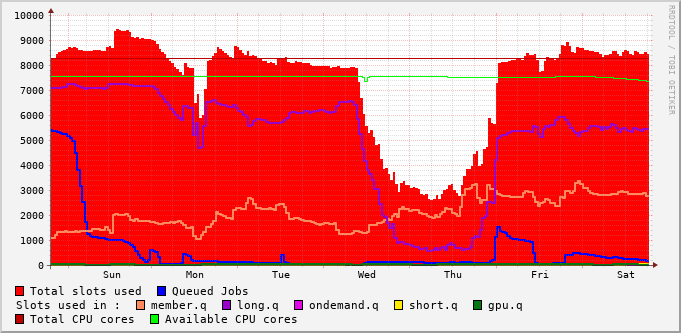 10000
9000
8000
7000
6000
5000
4000
3000
2000
1000
0
Sun Mon Tue Wed Thu Fri Sat
RRDTOOL / TOBI OETIKER
Total slots used Queued Jobs
Slots used in : member.q long.q ondemand.q short.q gpu.q
Total CPU cores Available CPU cores